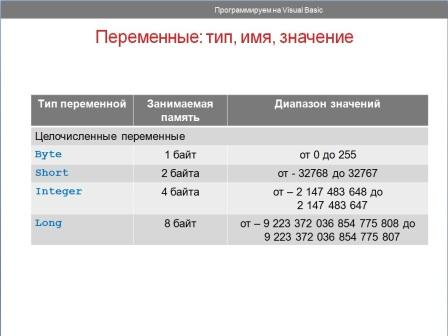 Программируем на Visual Basic
Переменные: тип, имя, значение
Тип переменной Занимаемая память Диапазон значений
Целочисленные переменные
Byte 1 байт от 0 до 255
Short 2 байта от - 32768 до 32767
Integer 4 байта от – 2 147 483 648 до
2 147 483 647
Long 8 байт от – 9 223 372 036 854 775 808 до
9 223 372 036 854 775 807